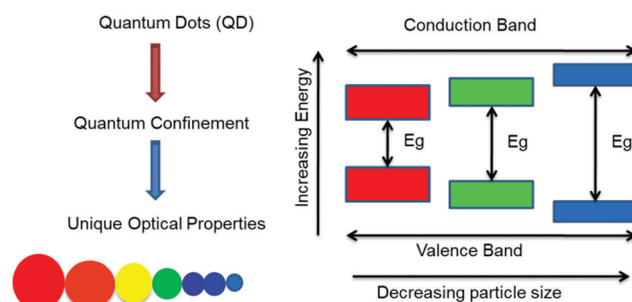 Quantum Dots (QD)
Quantum Confinement
Unique Optical Properties
Conduction Band
Increasing Energy
Eg
Eg
Eg
Valence Band
Decreasing particle size